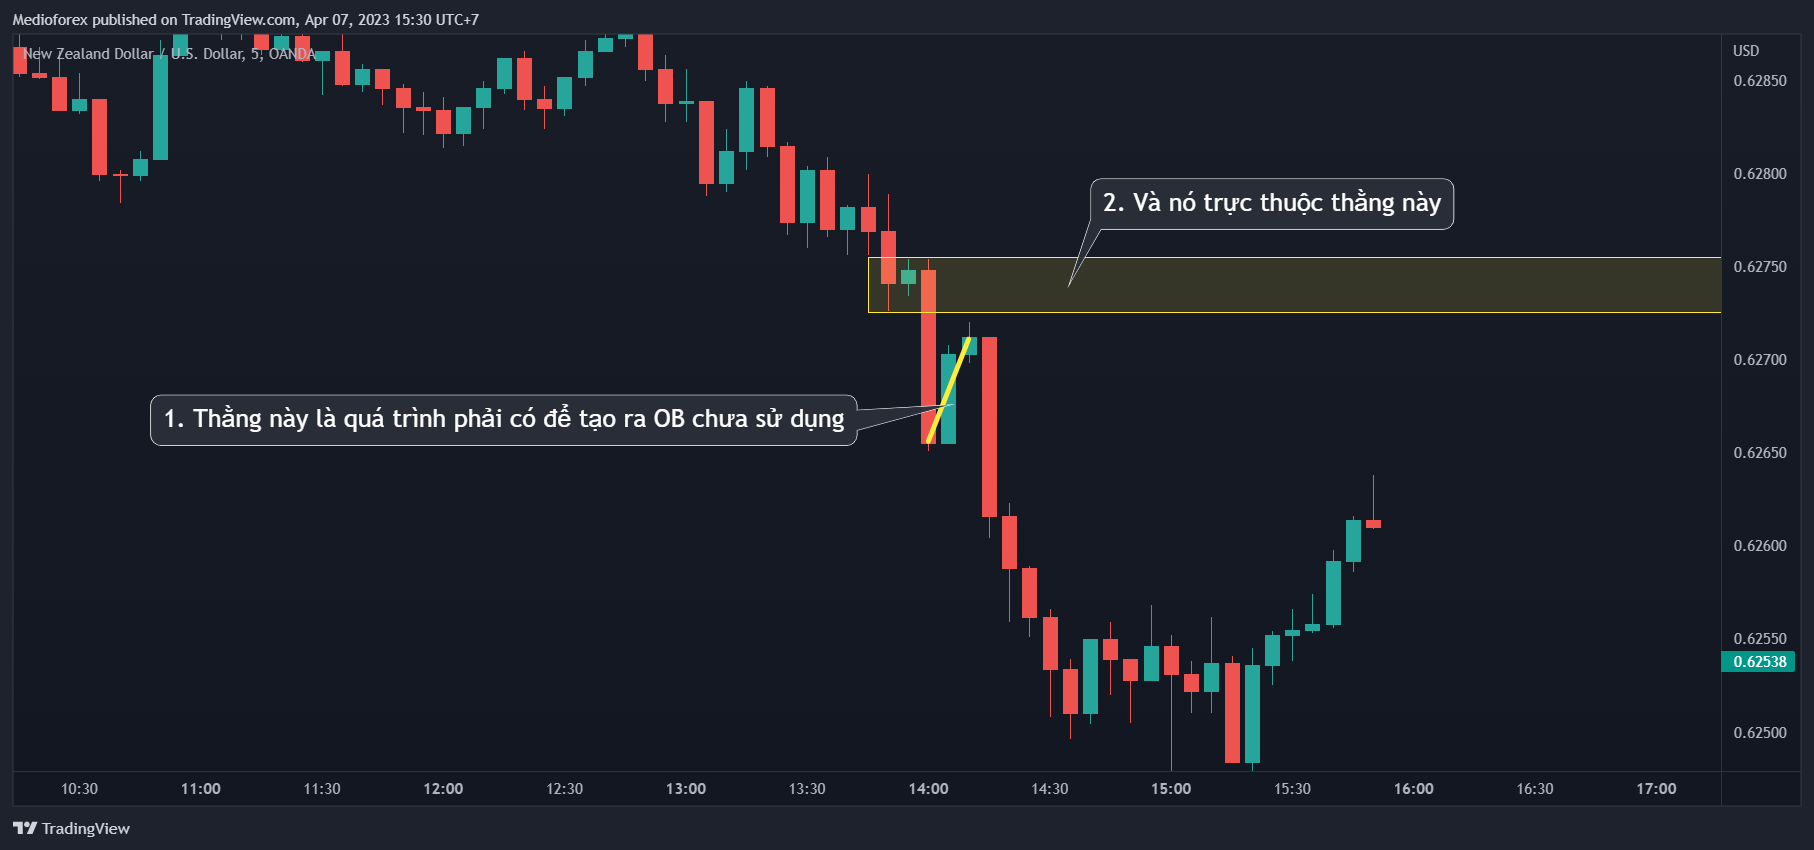 Medioforex published on TradingView.com, Apr 07, 2023 15:30 UTC+7
New Zealand Dollar / U.S. Dollar, 5, OANDA
USD
0.62850
0.62800
2. Và nó trực thuộc thằng này
0.62750
0.62700
1. Thằng này là quá trình phải có để tạo ra OB chưa sử dụng
0.62650
0.62600
0.62550
0.62538
0.62500
10:30 11:00 11:30 12:00 12:30 13:00 13:30 14:00 14:30 15:00 15:30 16:00 16:30 17:00
TradingView